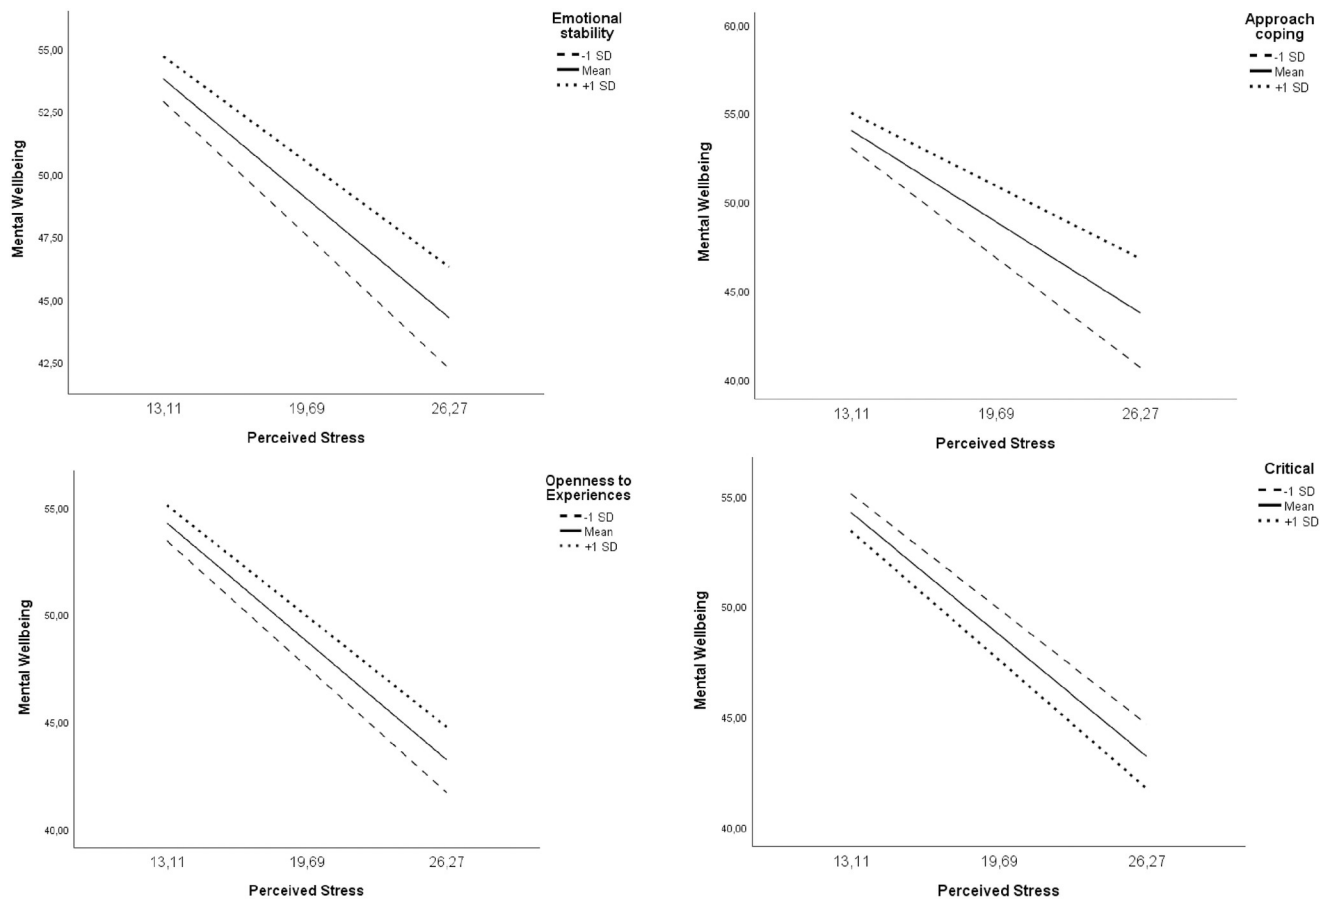 Emotional
stability
-1 SD
Mean
+1 SD
55,00
52,50
50,00
47,50
45,00
42,50
Mental Wellbeing
13,11 19,69 26,27
Perceived Stress
Approach
coping
-1 SD
Mean
+1 SD
60,00
55,00
50,00
45,00
40,00
Mental Wellbeing
13,11 19,69 26,27
Perceived Stress
Openness to
Experiences
-1 SD
Mean
+1 SD
55,00
50,00
45,00
40,00
Mental Wellbeing
13,11 19,69 26,27
Perceived Stress
Critical
-1 SD
Mean
+1 SD
55,00
50,00
45,00
40,00
Mental Wellbeing
13,11 19,69 26,27
Perceived Stress